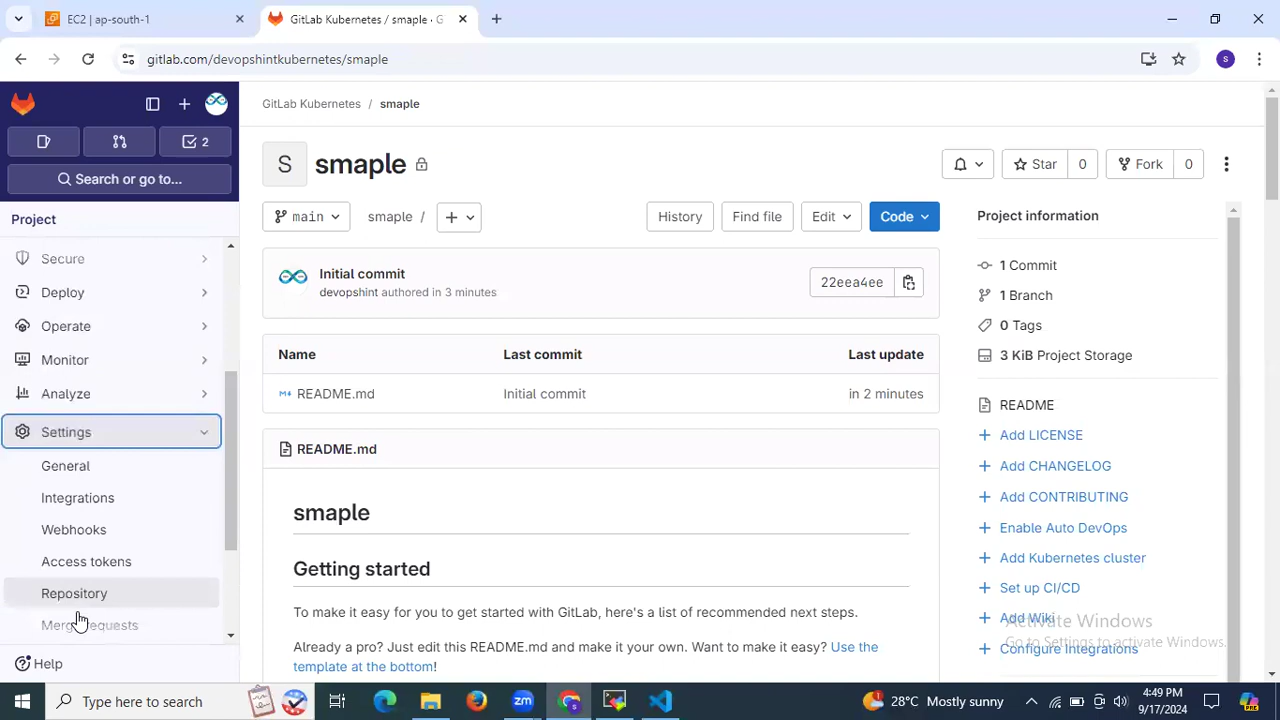 EC2 | ap-south-1
GitLab Kubernetes / smaple · G
gitlab.com/devopshintkubernetes/smaple
s
2
Search or go to...
Project
Secure
Deploy
Operate
Monitor
Analyze
Settings
General
Integrations
Webhooks
Access tokens
Repository
Merge requests
Help
GitLab Kubernetes / smaple
S
smaple
Star 0
Fork 0
main
smaple /
History
Find file
Edit
Code
Initial commit
devopshint authored in 3 minutes
22eea4ee
Name Last commit Last update
README.md Initial commit in 2 minutes
README.md
smaple
Getting started
To make it easy for you to get started with GitLab, here's a list of recommended next steps.
Already a pro? Just edit this README.md and make it your own. Want to make it easy? Use the
template at the bottom!
Project information
1 Commit
1 Branch
0 Tags
3 KiB Project Storage
README
Add LICENSE
Add CHANGELOG
Add CONTRIBUTING
Enable Auto DevOps
Add Kubernetes cluster
Set up CI/CD
Add Wiki
Configure Integrations
Activate Windows
Go to Settings to activate Windows.
Type here to search
zm
28°C Mostly sunny
4:49 PM
9/17/2024